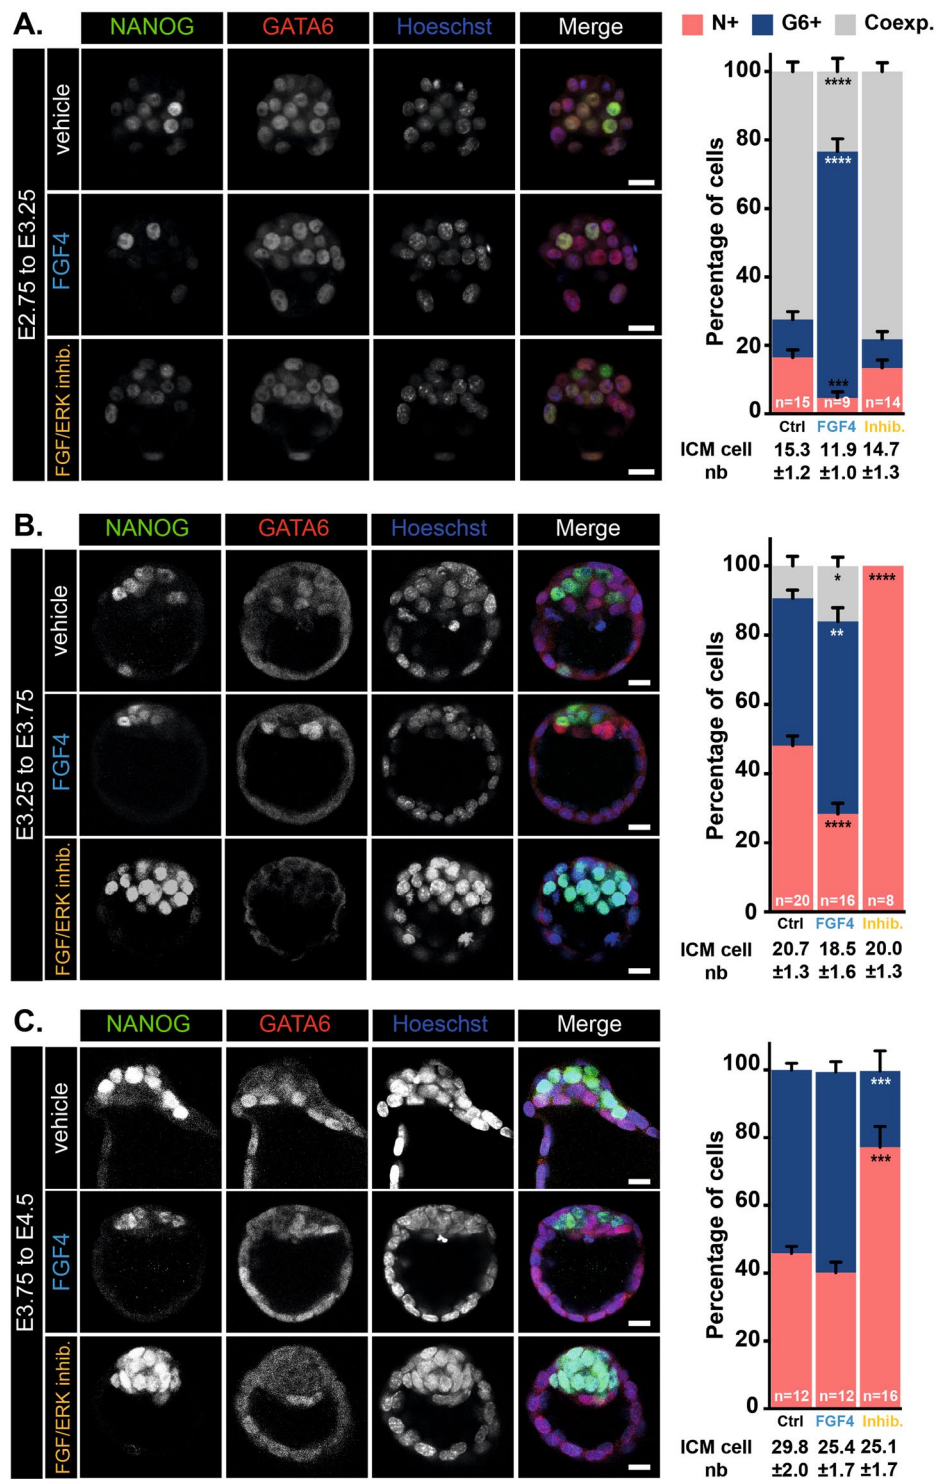 A. NANOG GATA6 Hoeschst Merge
N+ G6+ Coexp.
E2.75 to E3.25
vehicle
FGF4
FGF/ERK inhib.
Percentage of cells
100
80
60
40
20
0
****
****
***
n=15 n=9 n=14
Ctrl FGF4 Inhib.
ICM cell 15.3 11.9 14.7
nb ±1.2 ±1.0 ±1.3
B. NANOG GATA6 Hoeschst Merge
E3.25 to E3.75
vehicle
FGF4
FGF/ERK inhib.
Percentage of cells
100
80
60
40
20
0
* ****
**
****
n=20 n=16 n=8
Ctrl FGF4 Inhib.
ICM cell 20.7 18.5 20.0
nb ±1.3 ±1.6 ±1.3
C. NANOG GATA6 Hoeschst Merge
E3.75 to E4.5
vehicle
FGF4
FGF/ERK inhib.
Percentage of cells
100
80
60
40
20
0
***
***
n=12 n=12 n=16
Ctrl FGF4 Inhib.
ICM cell 29.8 25.4 25.1
nb ±2.0 ±1.7 ±1.7